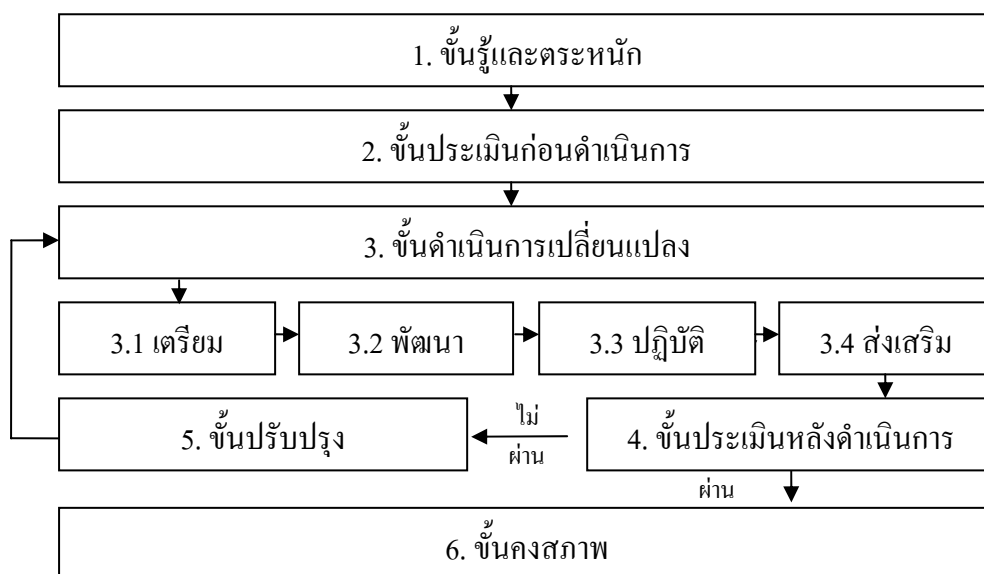 1. ขั้นรู้และตระหนัก
2. ขั้นประเมินก่อนดำเนินการ
3. ขั้นดำเนินการเปลี่ยนแปลง
3.1 เตรียม
3.2 พัฒนา
3.3 ปฏิบัติ
3.4 ส่งเสริม
5. ขั้นปรับปรุง
ไม่
ผ่าน
4. ขั้นประเมินหลังดำเนินการ
ผ่าน
6. ขั้นคงสภาพ